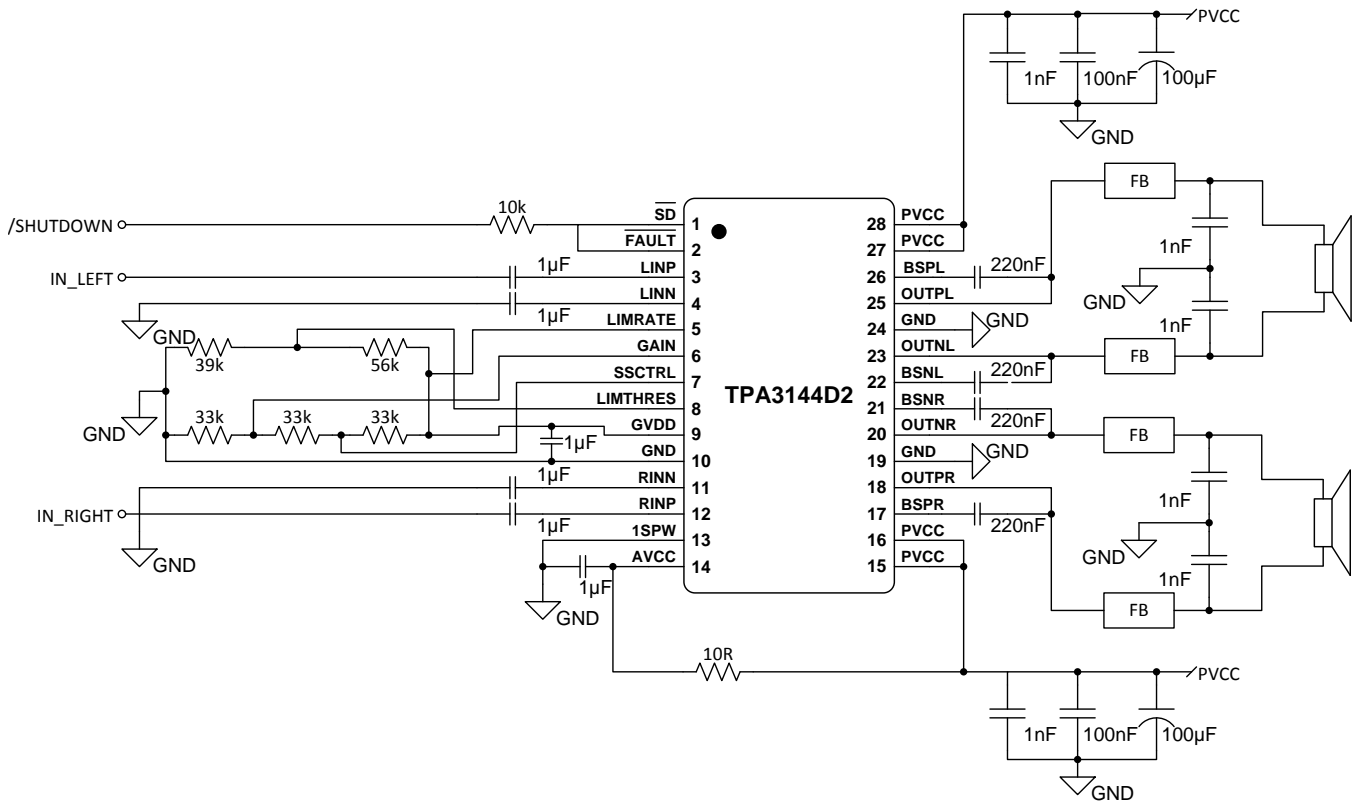 PVCC
1nF
100nF
100µF
GND
/SHUTDOWN
10k
SD
1
FAULT
2
IN_LEFT
1µF
LINP
3
GND
1µF
LINN
4
LIMRATE
5
39k
56k
GAIN
6
SSCTRL
7
LIMTHRES
8
GND
33k
33k
33k
GVDD
9
1µF
GND
10
1µF
RINN
11
IN_RIGHT
1µF
RINP
12
GND
1SPW
13
AVCC
14
1µF
GND
TPA3144D2
28
PVCC
27
PVCC
26
BSPL
220nF
25
OUTPL
24
GND
GND
23
OUTNL
220nF
22
BSNL
21
BSNR
220nF
20
OUTNR
19
GND
GND
18
OUTPR
17
BSPR
220nF
16
PVCC
15
PVCC
FB
1nF
GND
1nF
FB
FB
1nF
GND
1nF
FB
10R
PVCC
1nF
100nF
100µF
GND